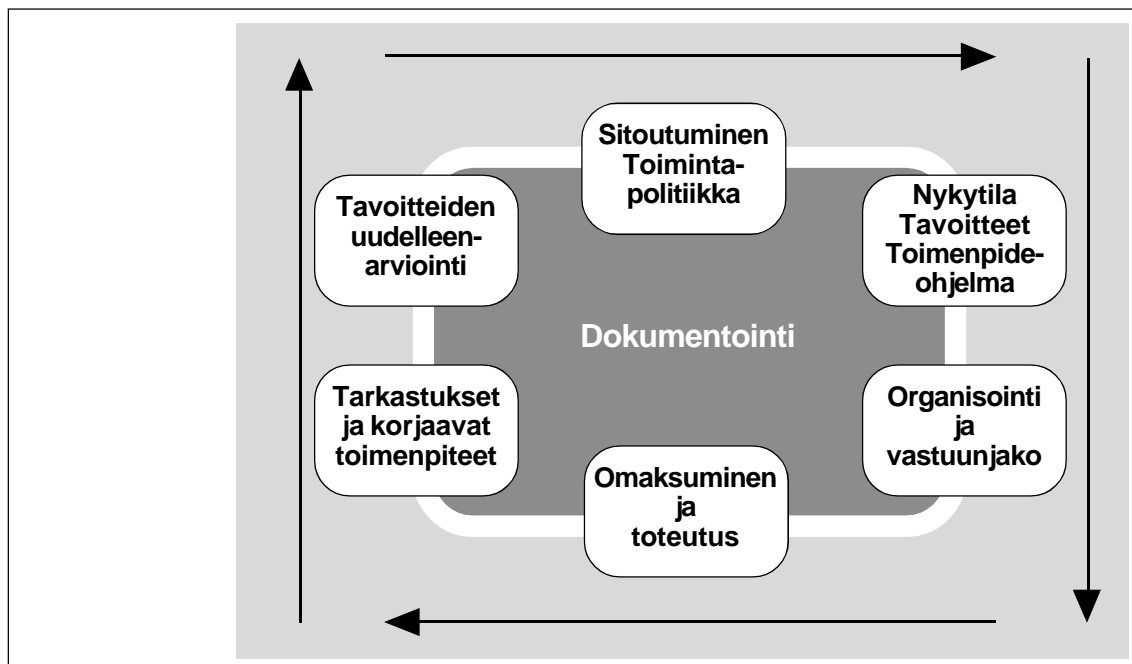 Sitoutuminen
Toiminta-
politiikka
Nykytila
Tavoitteet
Toimenpide-
ohjelma
Tavoitteiden
uudelleen-
arviointi
Dokumentointi
Organisointi
ja
vastuunjako
Tarkastukset
ja korjaavat
toimenpiteet
Omaksuminen
ja
toteutus